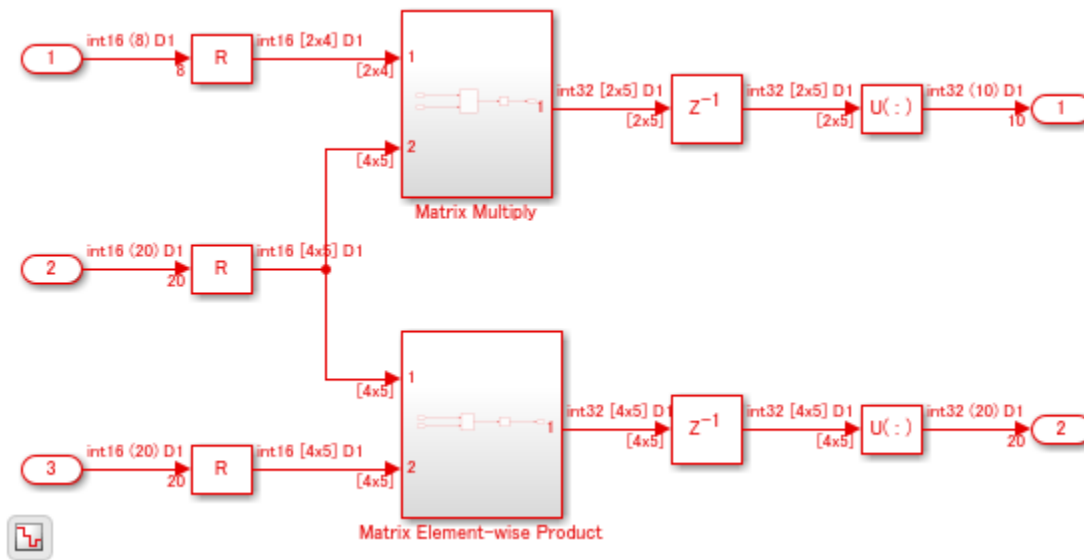 int16 (8) D1
int16 [2x4] D1
1
8
R
1
[2x4]
int32 [2x5] D1
int32 [2x5] D1
int32 (10) D1
1
[2x5]
Z-1
[2x5]
U( : )
10
1
2
[4x5]
Matrix Multiply
int16 (20) D1
int16 [4x5] D1
2
20
R
1
[4x5]
int32 [4x5] D1
int32 [4x5] D1
int32 (20) D1
1
[4x5]
Z-1
[4x5]
U( : )
20
2
int16 (20) D1
int16 [4x5] D1
3
20
R
2
[4x5]
Matrix Element-wise Product